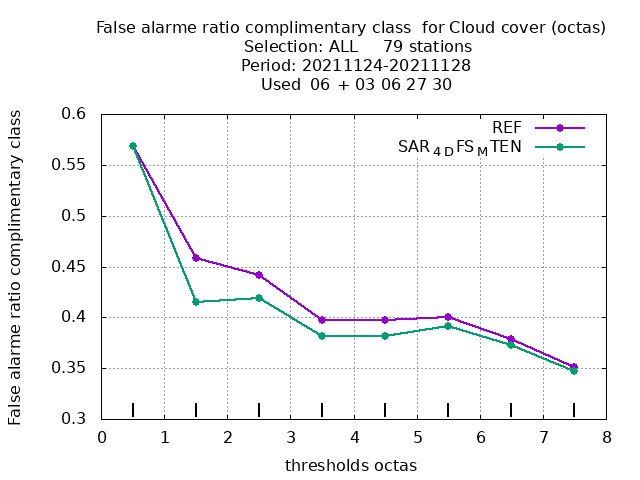 False alarme ratio complimentary class  for Cloud cover (octas)
Selection: ALL     79 stations
Period: 20211124-20211128
Used  06  + 03 06 27 30
False alarme ratio complimentary class
0.6
0.55
0.5
0.45
0.4
0.35
0.3
REF
SAR4DFSMTEN
0 1 2 3 4 5 6 7 8
thresholds octas